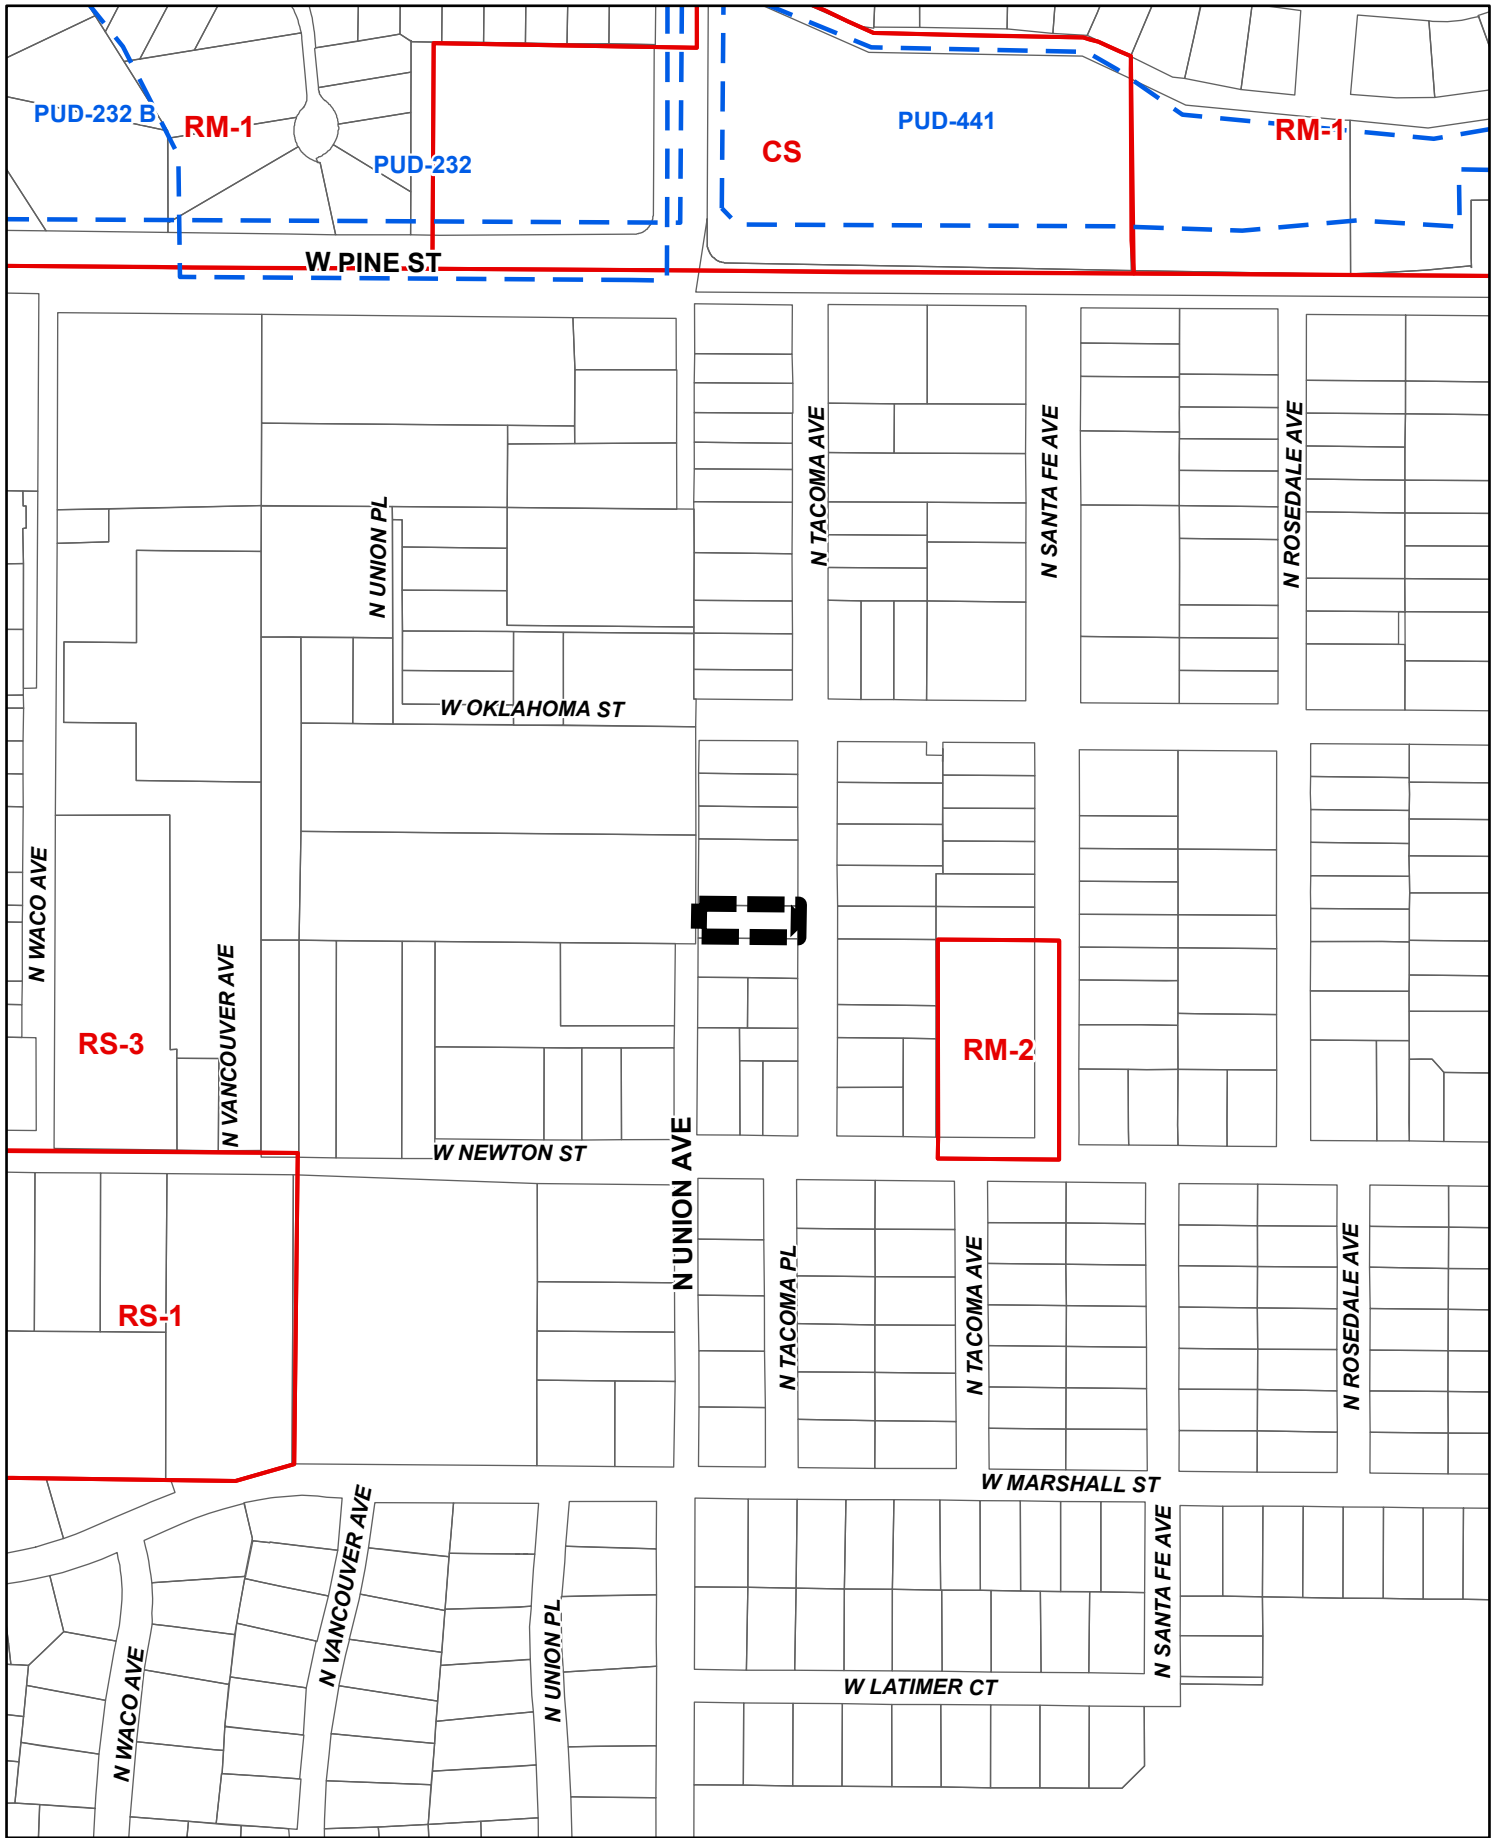 PUD-232 B
RM-1
PUD-232
PUD-441
CS
RM-1
W PINE ST
N TACOMA AVE
N SANTA FE AVE
N ROSEDALE AVE
N UNION PL
W OKLAHOMA ST
N WACO AVE
N VANCOUVER AVE
RS-3
RM-2
W NEWTON ST
N UNION AVE
RS-1
N TACOMA PL
N TACOMA AVE
N ROSEDALE AVE
W MARSHALL ST
N VANCOUVER AVE
N SANTA FE AVE
N UNION PL
N WACO AVE
W LATIMER CT